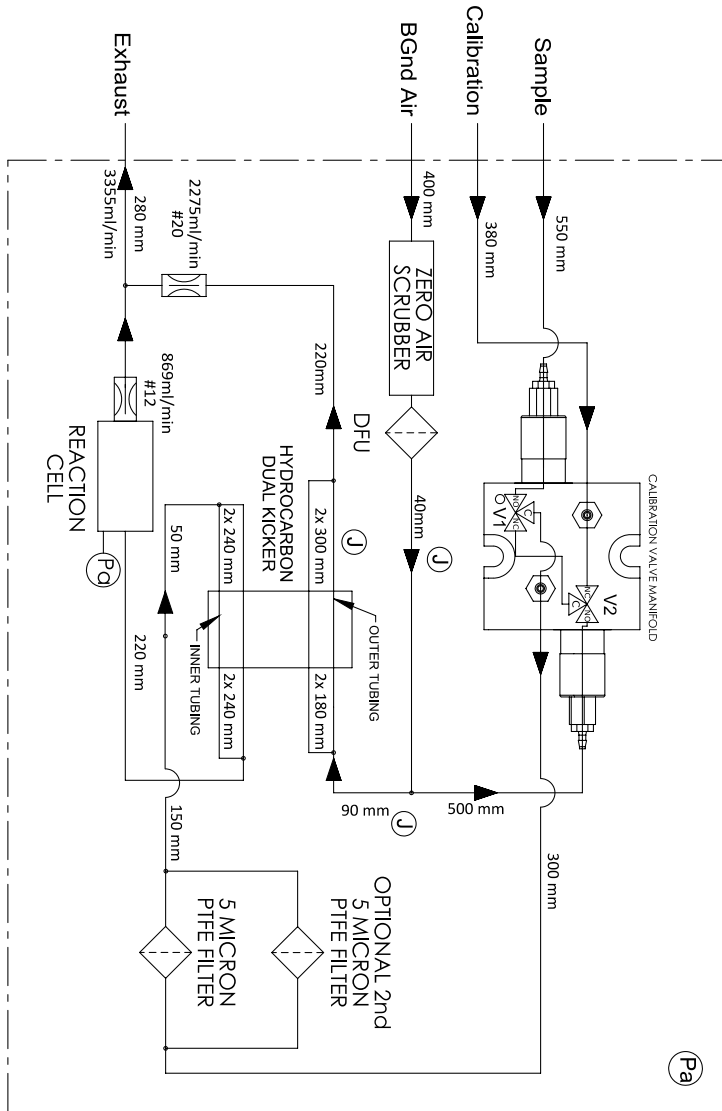 Pa
CALIBRATION VALVE MANIFOLD
Sample
550 mm
V2
NC
NO
C
NO
NC
C
V1
300 mm
Calibration
380 mm
500 mm
BGnd Air
400 mm
ZERO AIR
SCRUBBER
40mm
J
J
90 mm
DFU
OPTIONAL 2nd
5 MICRON
PTFE FILTER
220mm
J
OUTER TUBING
2x 300 mm
2x 180 mm
HYDROCARBON
DUAL KICKER
2x 240 mm
2x 240 mm
INNER TUBING
5 MICRON
PTFE FILTER
2275ml/min
#20
50 mm
150 mm
Exhaust
280 mm
3355ml/min
869ml/min
#12
220 mm
Pa
REACTION
CELL